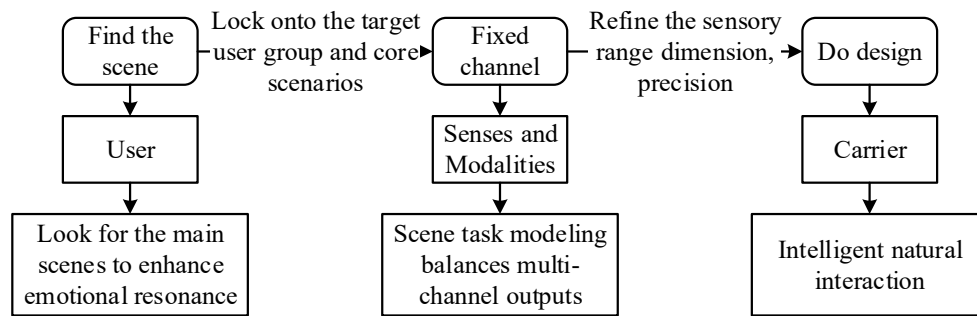 Find the
scene
Lock onto the target
user group and core
scenarios
Fixed
channel
Refine the sensory
range dimension,
precision
Do design
User
Senses and
Modalities
Carrier
Look for the main
scenes to enhance
emotional resonance
Scene task modeling
balances multi-
channel outputs
Intelligent natural
interaction